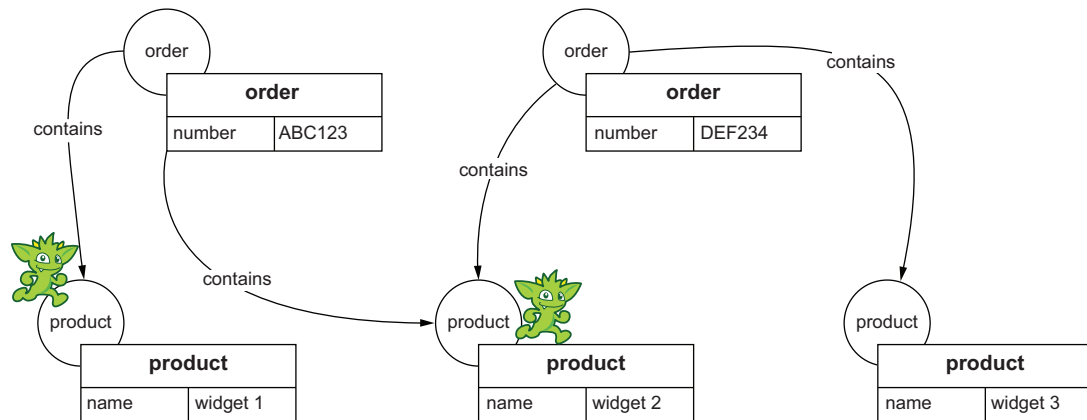 order
order
number ABC123
order
order
number DEF234
contains
contains
contains
contains
contains
product
product
name widget 1
product
product
name widget 2
product
product
name widget 3